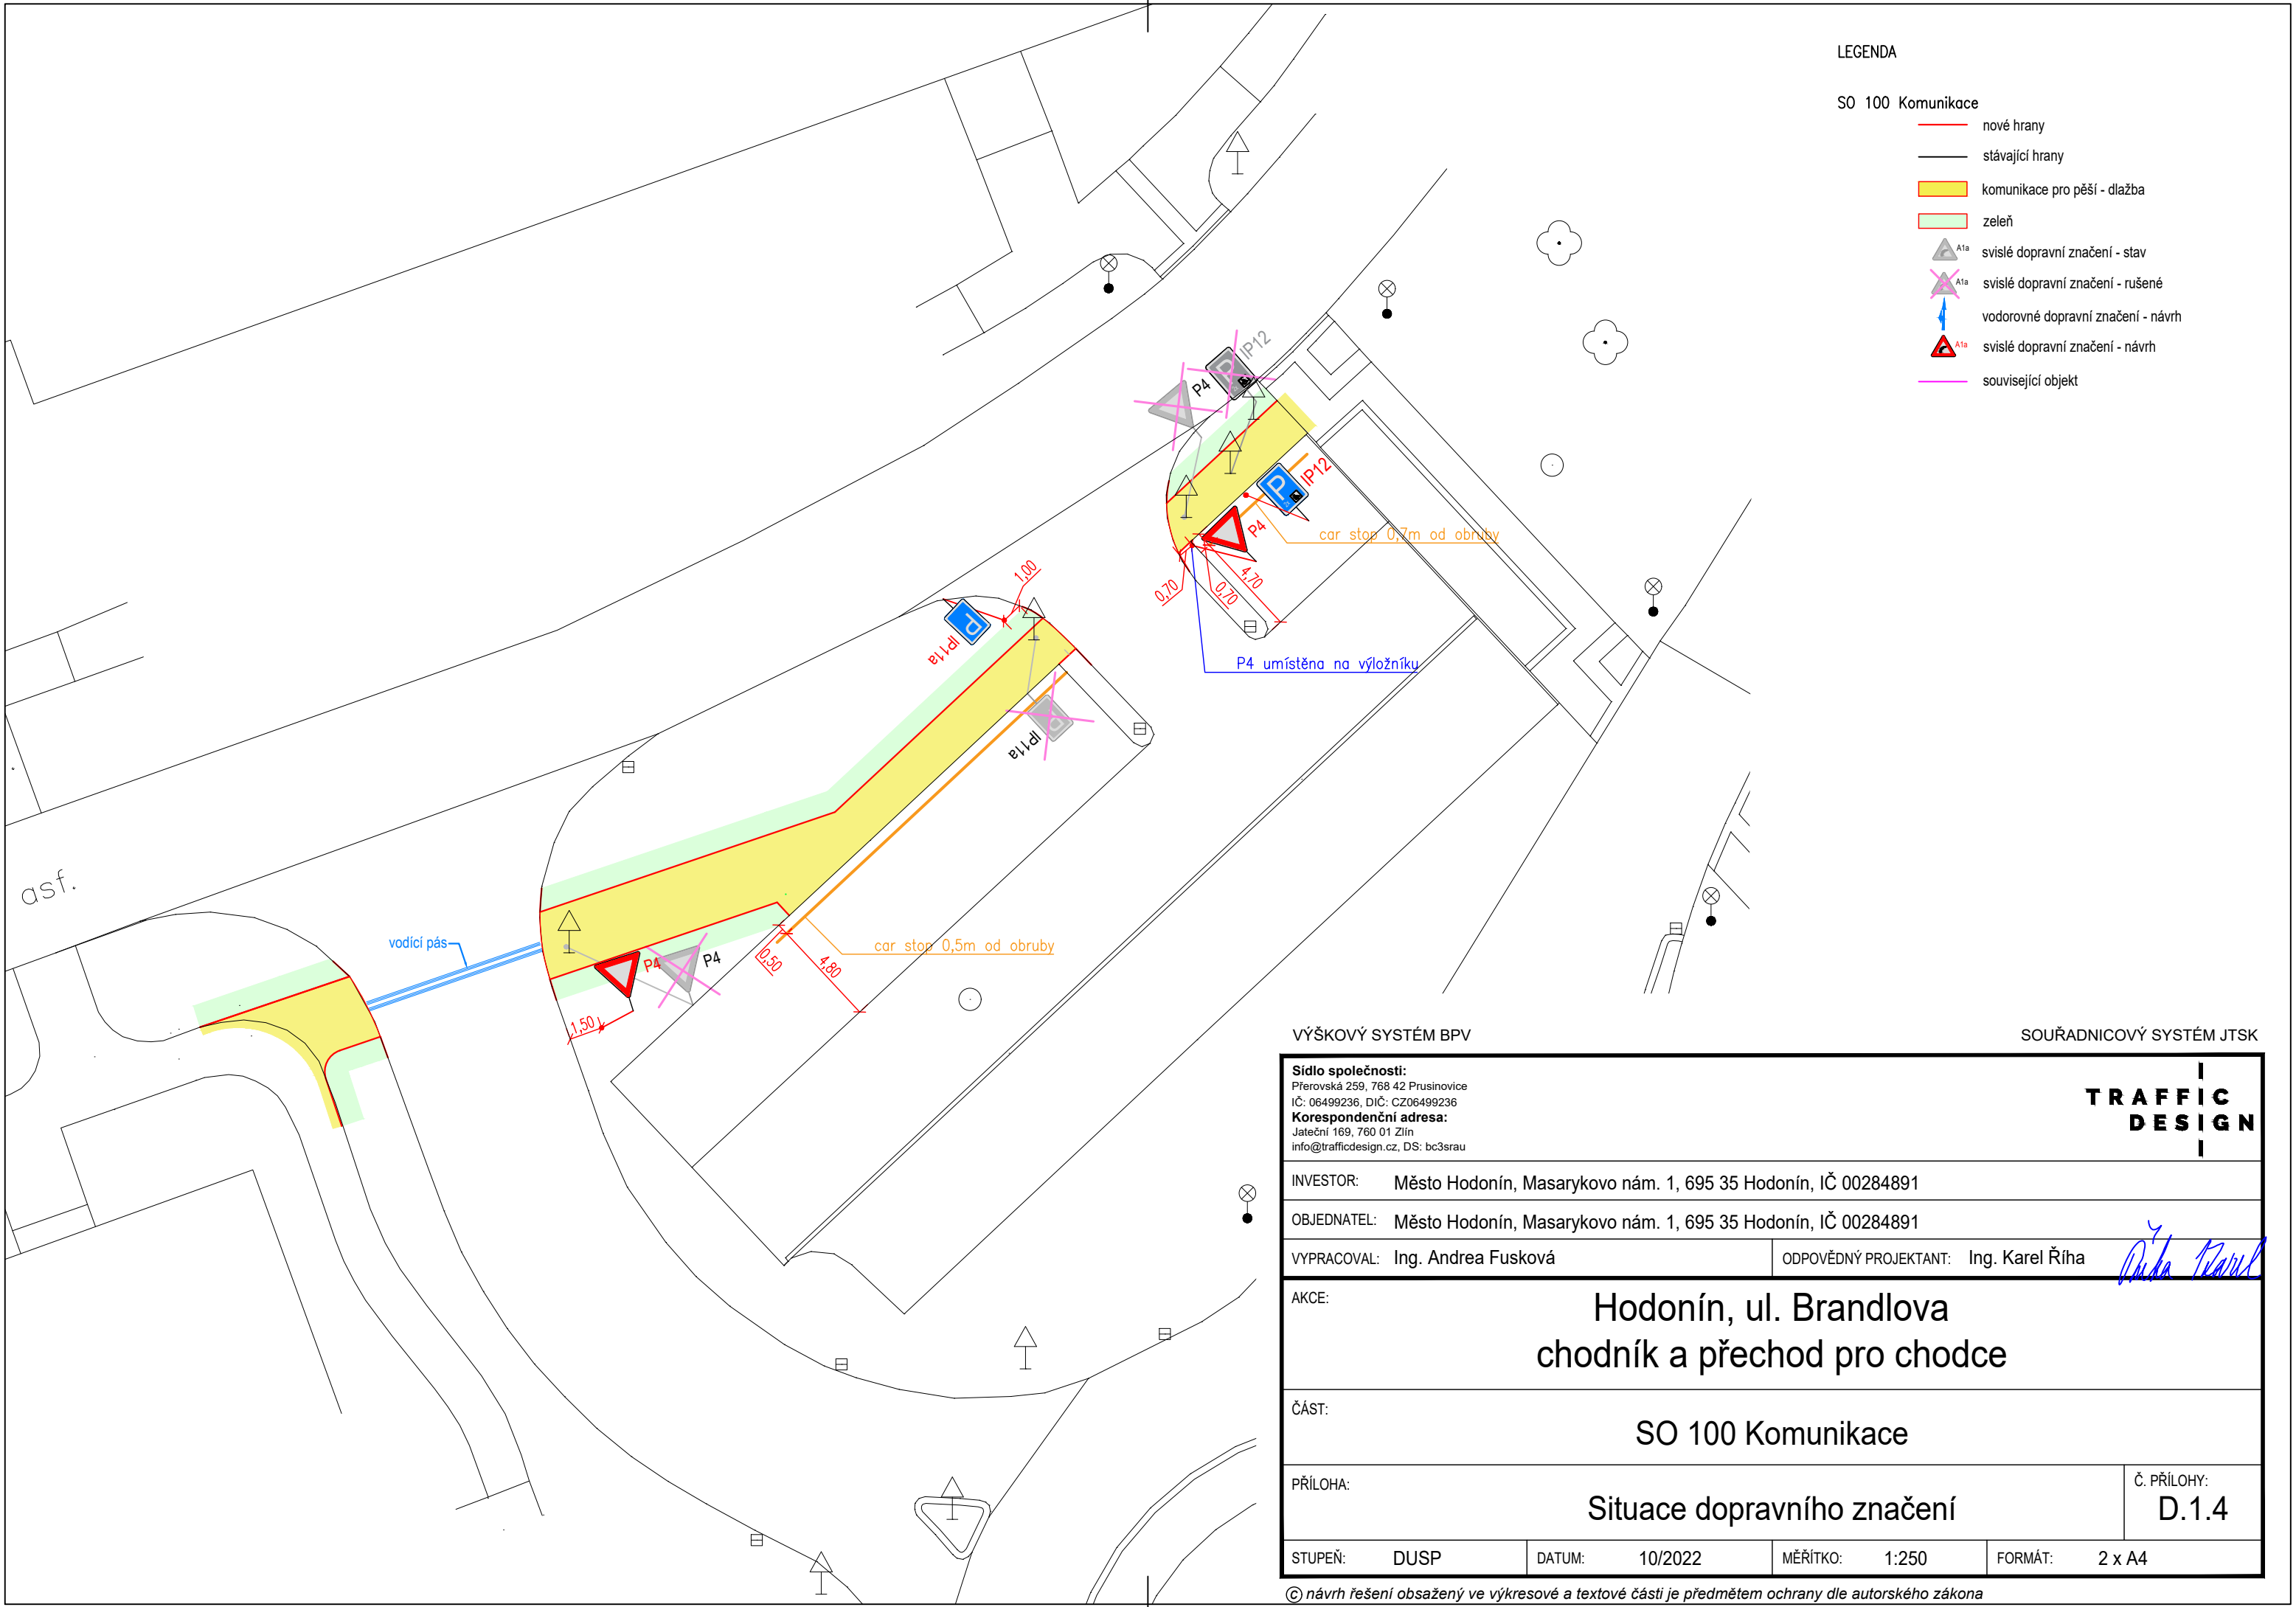 LEGENDA
SO 100 Komunikace
nové hrany
stávající hrany
komunikace pro pěší - dlažba
zeleň
A1a svislé dopravní značení - stav
A1a svislé dopravní značení - rušené
vodorovné dopravní značení - návrh
A1a svislé dopravní značení - návrh
související objekt
P4
IP12
IP12
P4
car stop 0,7m od obruby
0,70
0,70
4,70
P4 umístěna na výložníku
1,00
IP11a
IP11a
asf.
vodící pás
P4
P4
1,50
0,50
4,80
car stop 0,5m od obruby
VÝŠKOVÝ SYSTÉM BPV
SOUŘADNICOVÝ SYSTÉM JTSK
Sídlo společnosti:
Přerovská 259, 768 42 Prusinovice
IČ: 06499236, DIČ: CZ06499236
Korespondenční adresa:
Jateční 169, 760 01 Zlín
info@trafficdesign.cz, DS: bc3srau
TRAFFIC
DESIGN
INVESTOR: Město Hodonín, Masarykovo nám. 1, 695 35 Hodonín, IČ 00284891
OBJEDNATEL: Město Hodonín, Masarykovo nám. 1, 695 35 Hodonín, IČ 00284891
VYPRACOVAL: Ing. Andrea Fusková
ODPOVĚDNÝ PROJEKTANT: Ing. Karel Říha
Říha Karel
AKCE:
Hodonín, ul. Brandlova
chodník a přechod pro chodce
ČÁST:
SO 100 Komunikace
PŘÍLOHA:
Situace dopravního značení
Č. PŘÍLOHY:
D.1.4
STUPEŇ: DUSP
DATUM: 10/2022
MĚŘÍTKO: 1:250
FORMÁT: 2 x A4
© návrh řešení obsažený ve výkresové a textové části je předmětem ochrany dle autorského zákona